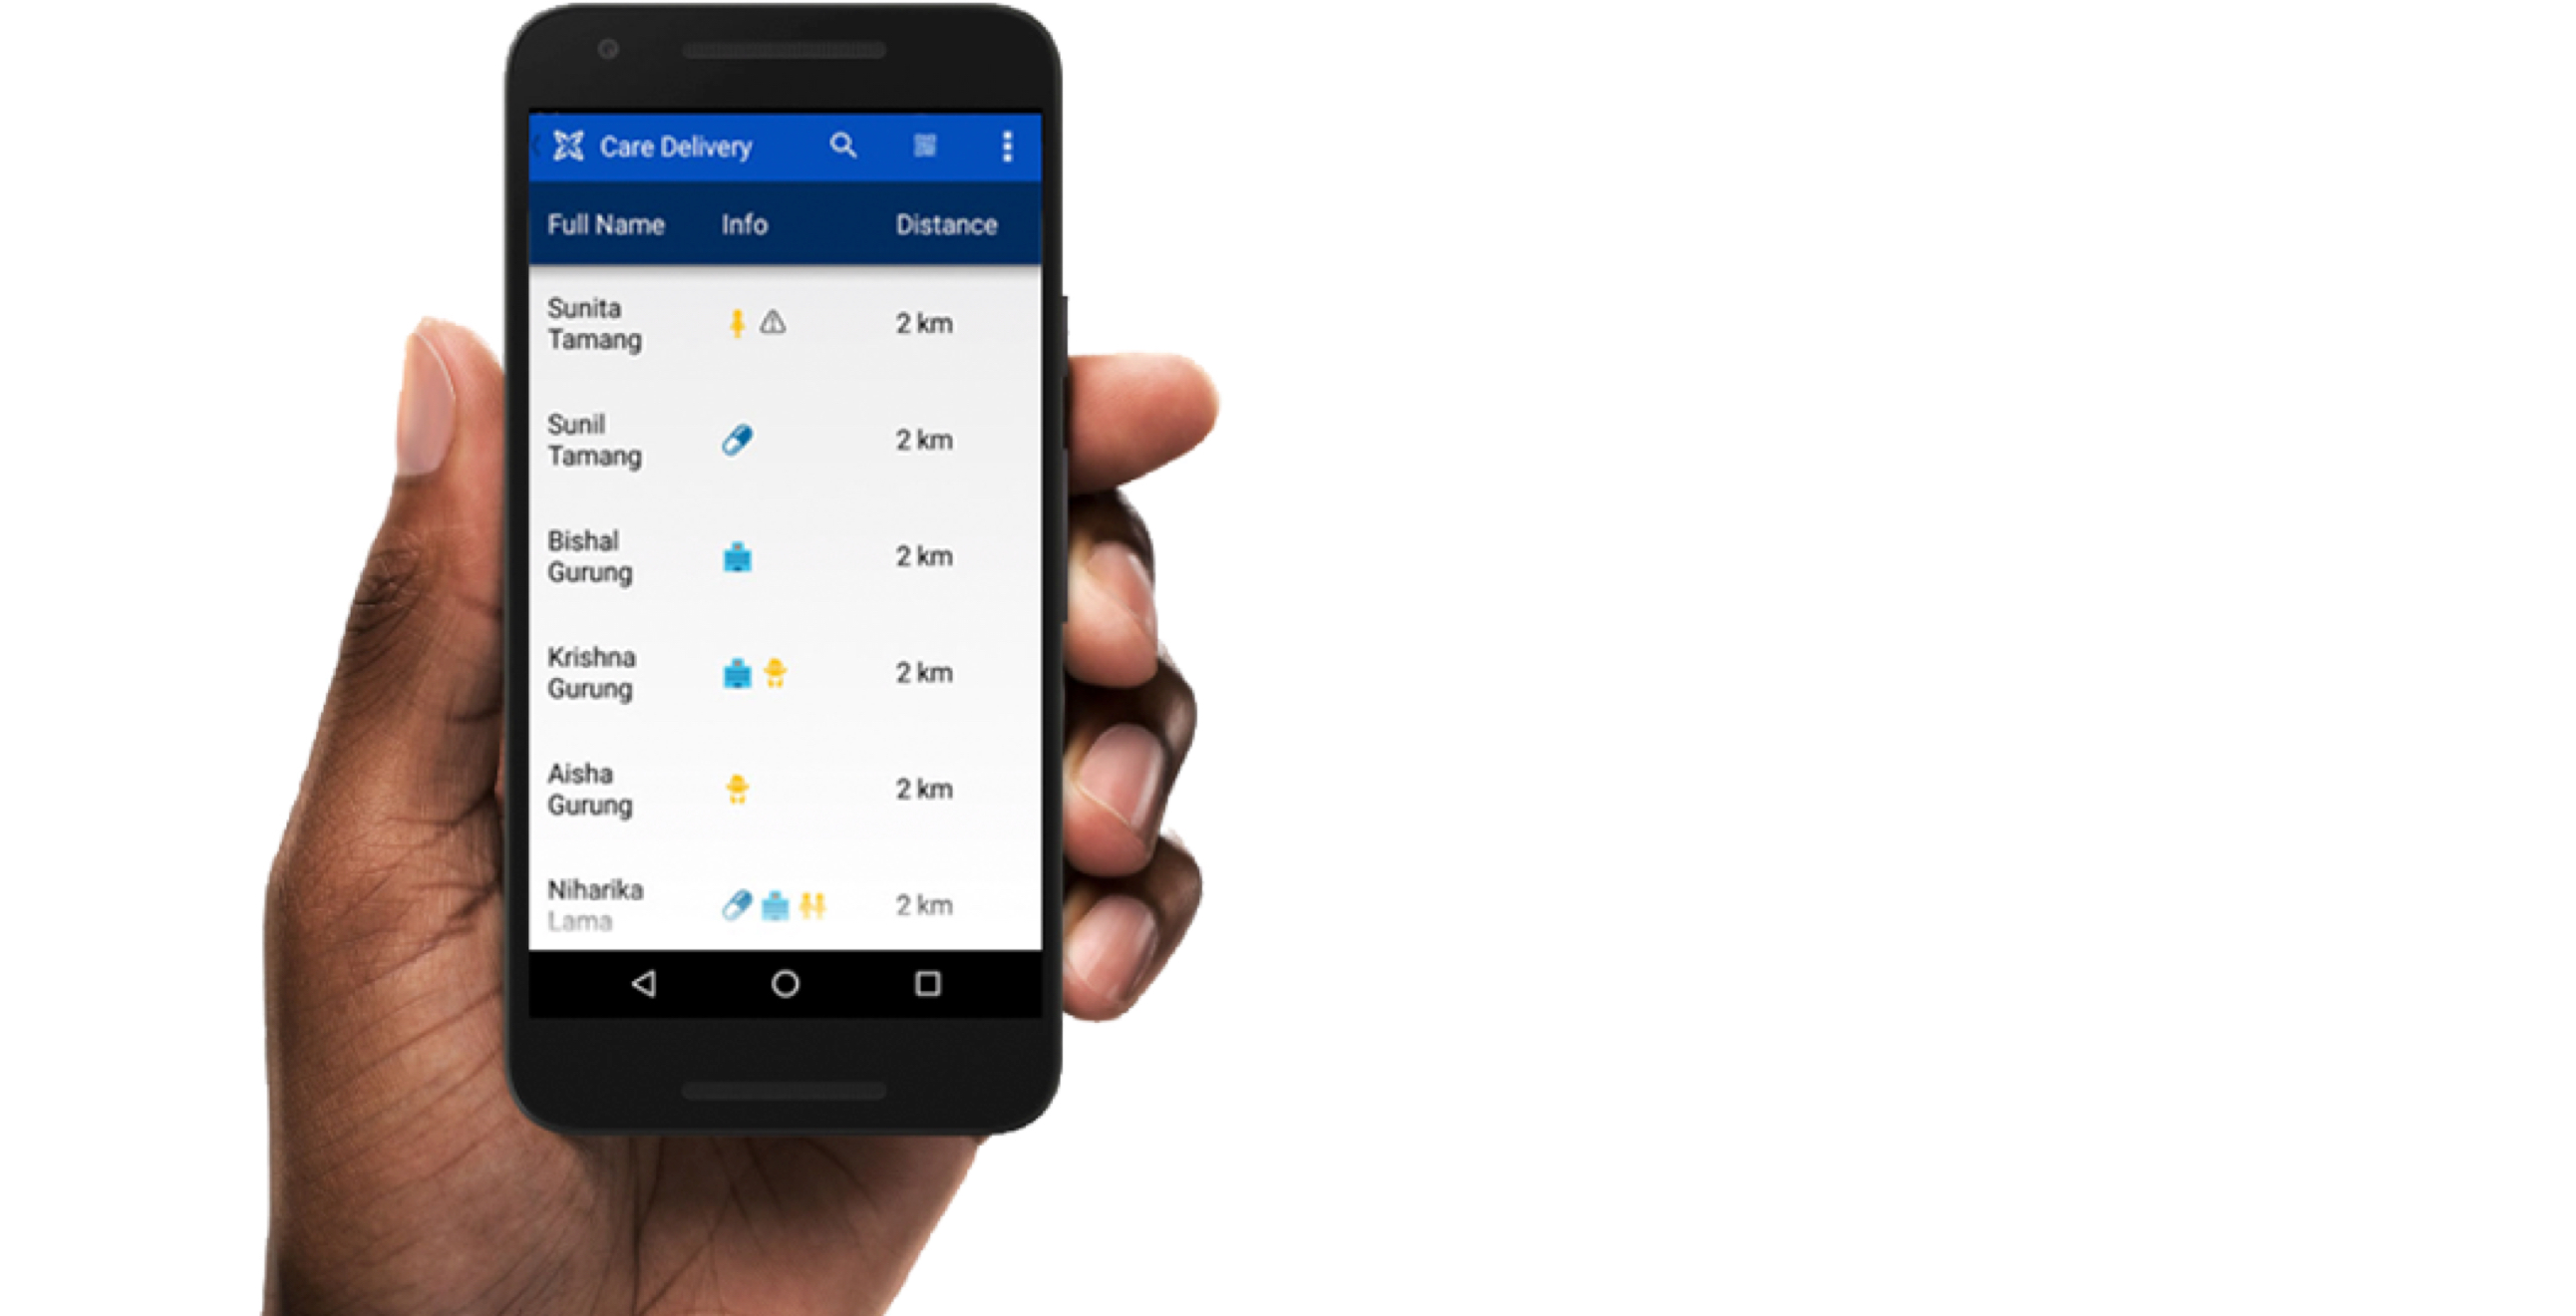 Care Delivery
Full Name Info Distance
Sunita
Tamang
2 km
Sunil
Tamang
2 km
Bishal
Gurung
2 km
Krishna
Gurung
2 km
Aisha
Gurung
2 km
Niharika
Lama
2 km